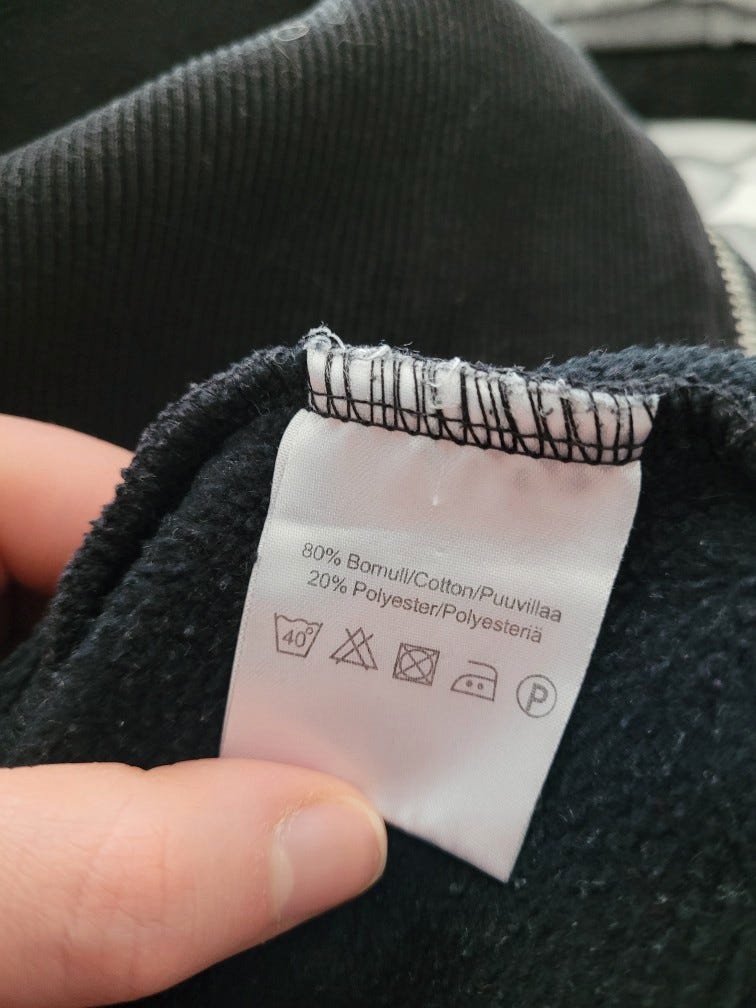 80% Bomull/Cotton/Puuvillaa
20% Polyester/Polyesteriä
40° P